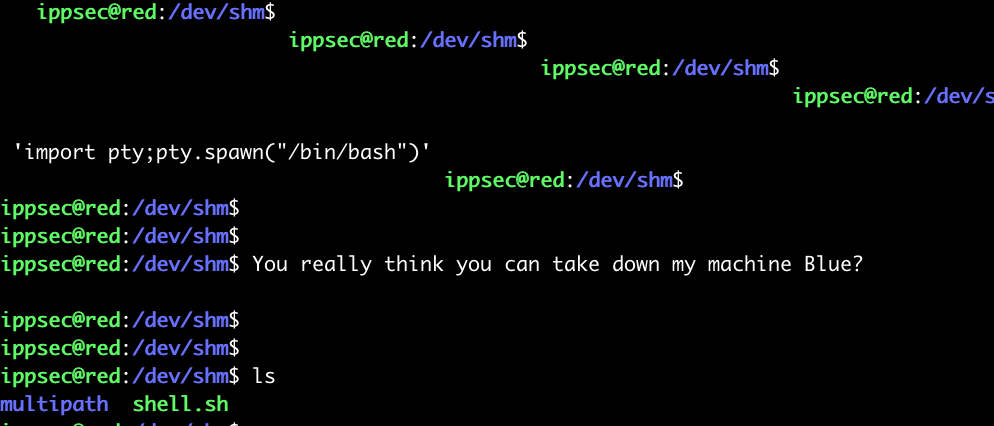 ippsec@red:/dev/shm$
ippsec@red:/dev/shm$
ippsec@red:/dev/shm$
ippsec@red:/dev/s
'import pty;pty.spawn("/bin/bash")'
ippsec@red:/dev/shm$
ippsec@red:/dev/shm$
ippsec@red:/dev/shm$
ippsec@red:/dev/shm$ You really think you can take down my machine Blue?
ippsec@red:/dev/shm$
ippsec@red:/dev/shm$
ippsec@red:/dev/shm$ ls
multipath  shell.sh